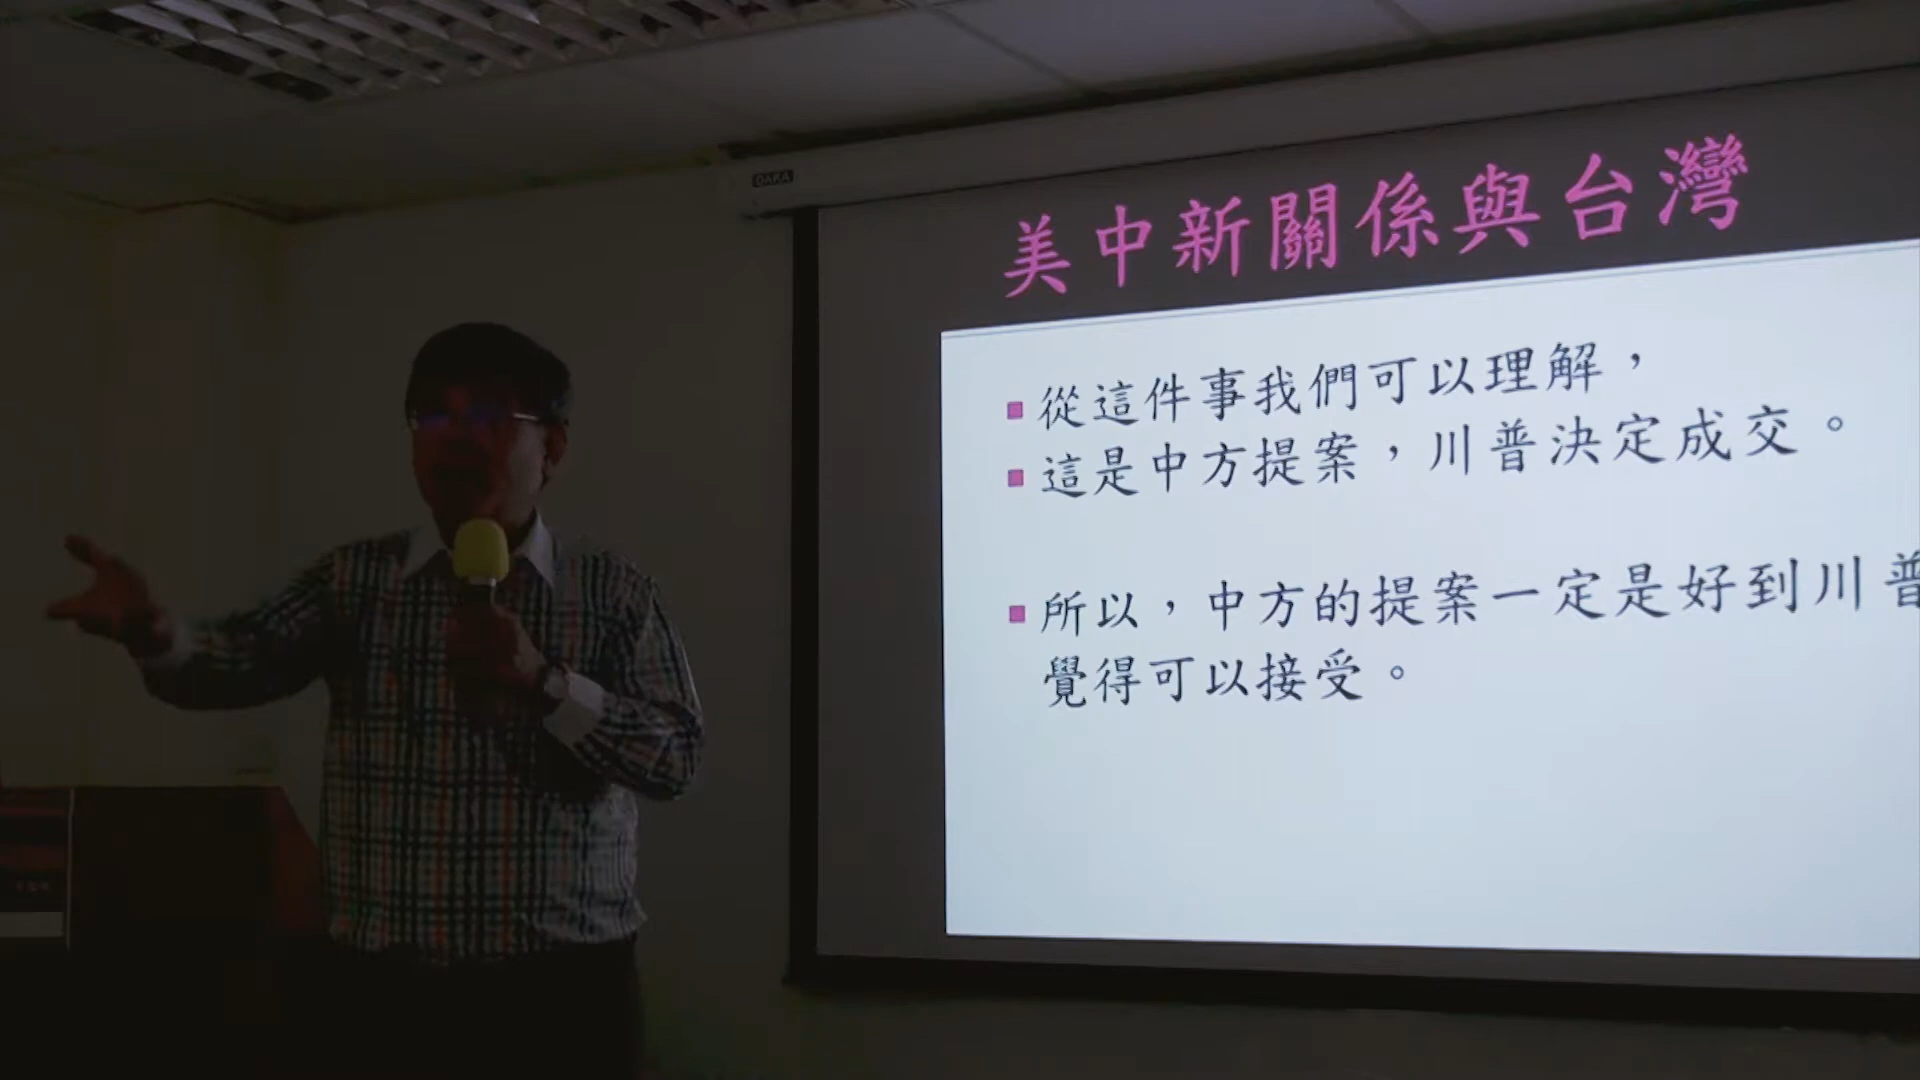 DAKA
美中新關係與台灣
從這件事我們可以理解，
這是中方提案，川普決定成交。
所以，中方的提案一定是好到川普
覺得可以接受。